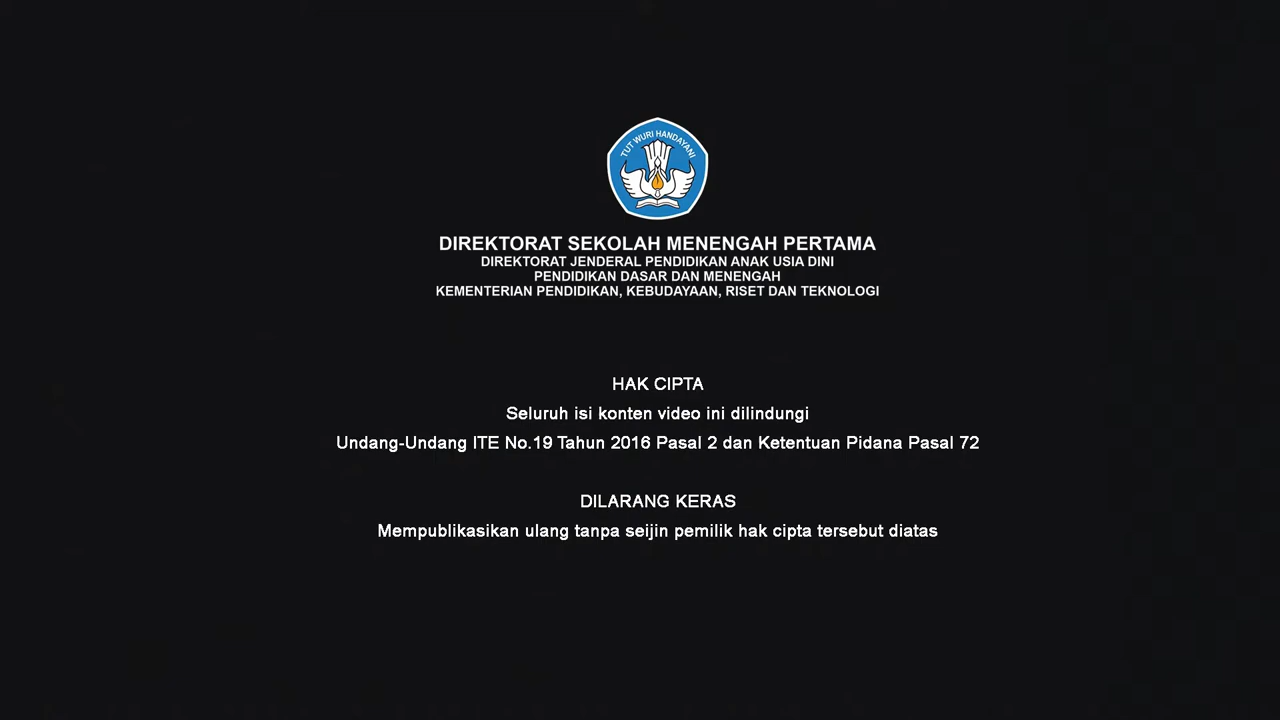 TUT WURI HANDAYANI
DIREKTORAT SEKOLAH MENENGAH PERTAMA
DIREKTORAT JENDERAL PENDIDIKAN ANAK USIA DINI
PENDIDIKAN DASAR DAN MENENGAH
KEMENTERIAN PENDIDIKAN, KEBUDAYAAN, RISET DAN TEKNOLOGI
HAK CIPTA
Seluruh isi konten video ini dilindungi
Undang-Undang ITE No.19 Tahun 2016 Pasal 2 dan Ketentuan Pidana Pasal 72
DILARANG KERAS
Mempublikasikan ulang tanpa seijin pemilik hak cipta tersebut diatas